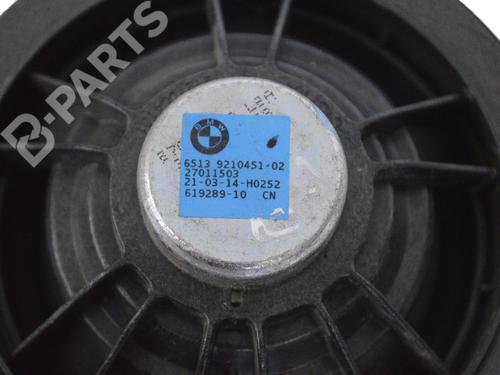 B-PARTS
BMW
6513 9210451-02
27011503
21-03-14-H0252
619289-10 CN